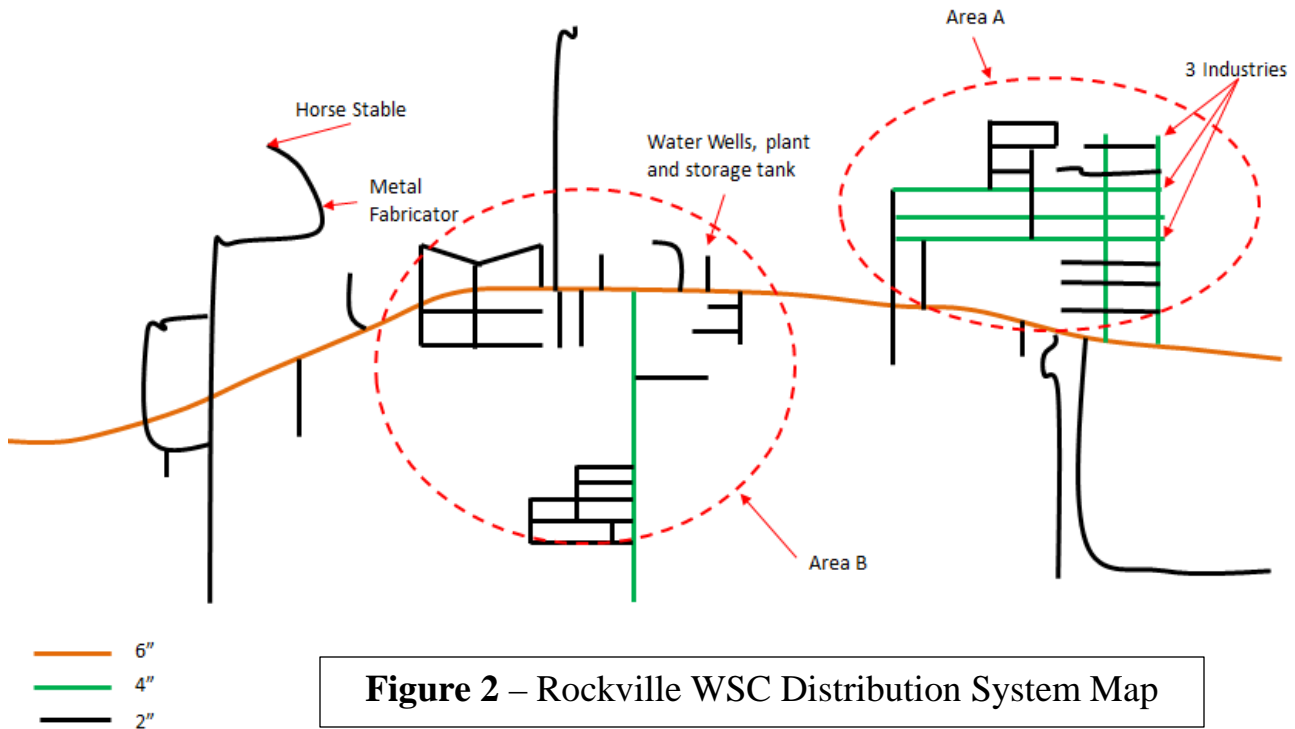 Area A
3 Industries
Horse Stable
Water Wells, plant
and storage tank
Metal
Fabricator
Area B
6”
4”
2”
Figure 2 – Rockville WSC Distribution System Map